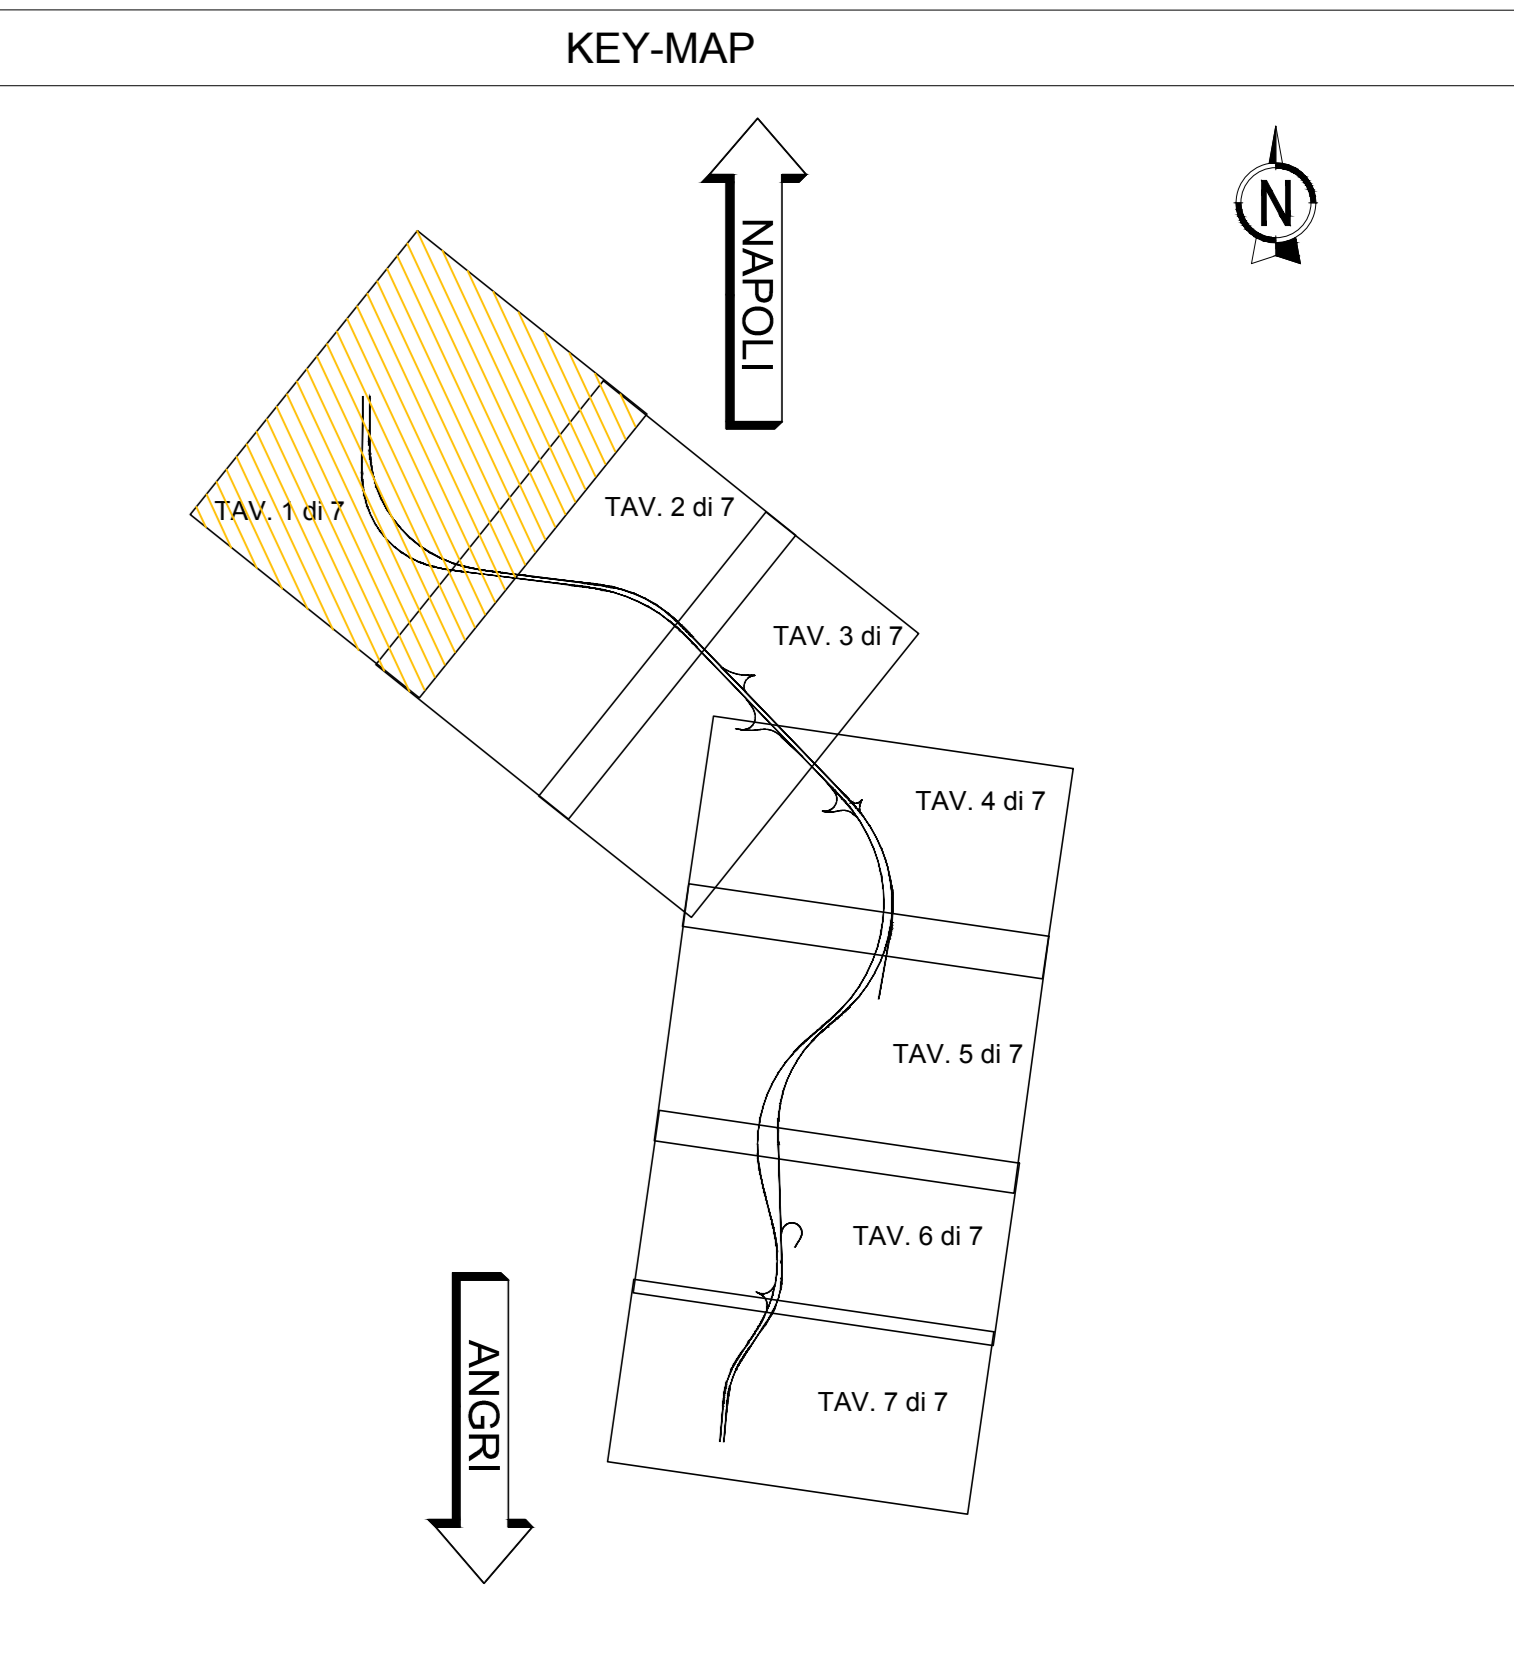 KEY-MAP
NAPOLI
N
TAV. 1 di 7
TAV. 2 di 7
TAV. 3 di 7
TAV. 4 di 7
TAV. 5 di 7
TAV. 6 di 7
ANGRI
TAV. 7 di 7